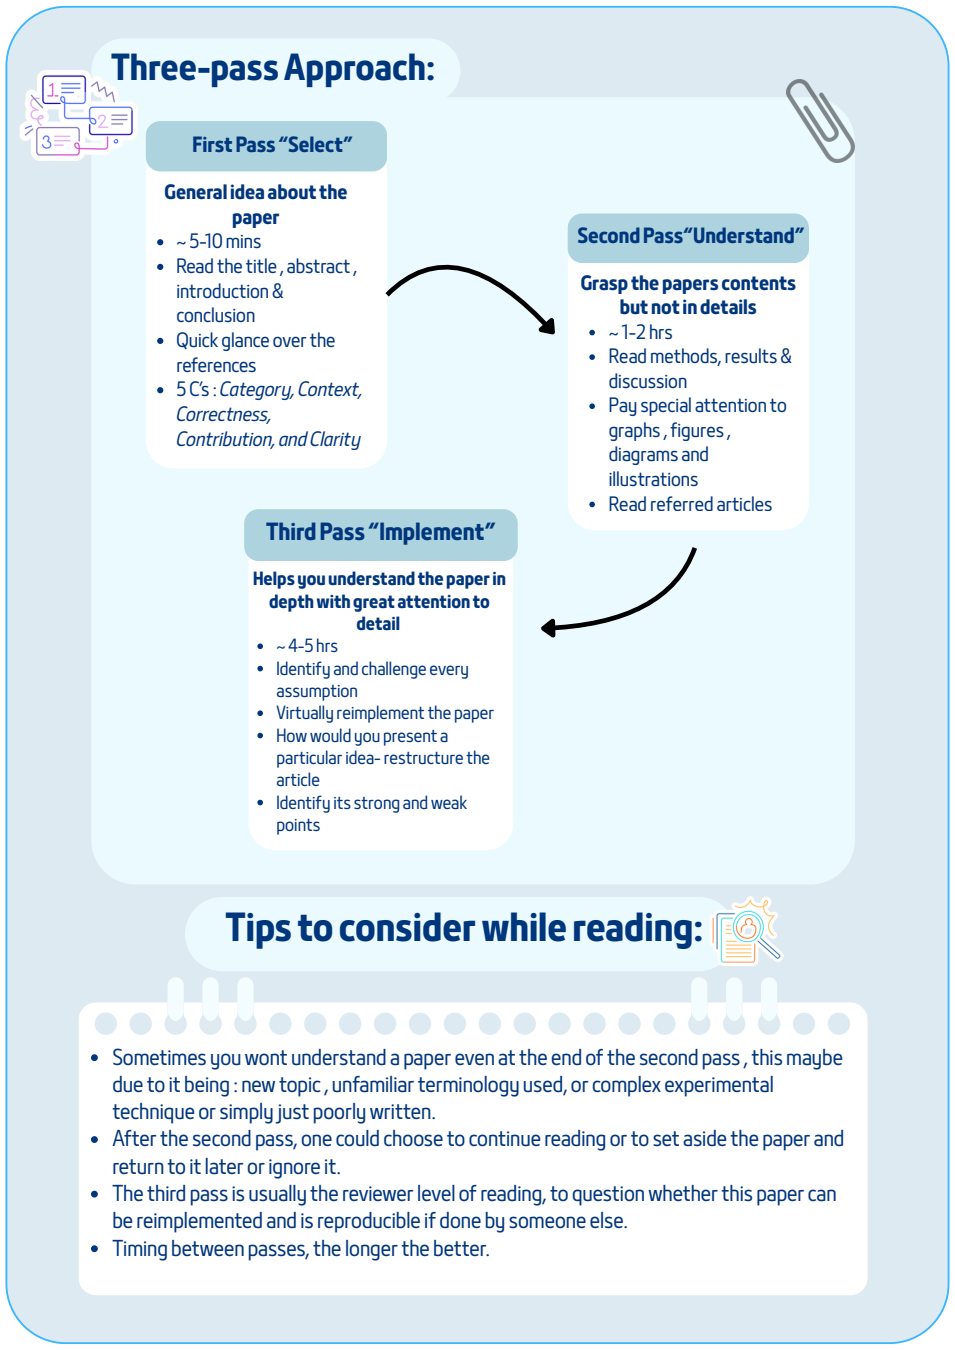 Three-pass Approach:
1
2
3
First Pass “Select”
General idea about the
paper
• ~ 5-10 mins
• Read the title , abstract ,
introduction &
conclusion
• Quick glance over the
references
• 5 C’s : Category, Context,
Correctness,
Contribution, and Clarity
Second Pass“Understand”
Grasp the papers contents
but not in details
• ~ 1-2 hrs
• Read methods, results &
discussion
• Pay special attention to
graphs , figures ,
diagrams and
illustrations
• Read referred articles
Third Pass “Implement”
Helps you understand the paper in
depth with great attention to
detail
• ~ 4-5 hrs
• Identify and challenge every
assumption
• Virtually reimplement the paper
• How would you present a
particular idea- restructure the
article
• Identify its strong and weak
points
Tips to consider while reading:
• Sometimes you wont understand a paper even at the end of the second pass , this maybe
due to it being : new topic , unfamiliar terminology used, or complex experimental
technique or simply just poorly written.
• After the second pass, one could choose to continue reading or to set aside the paper and
return to it later or ignore it.
• The third pass is usually the reviewer level of reading, to question whether this paper can
be reimplemented and is reproducible if done by someone else.
• Timing between passes, the longer the better.